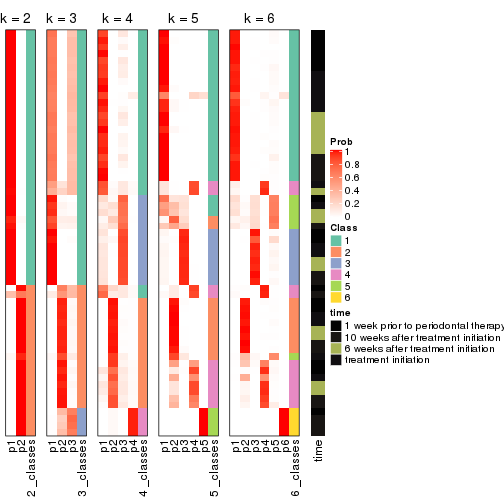 k = 2
k = 3
k = 4
k = 5
k = 6
p1
p2
2_classes
p1
p2
p3
3_classes
p1
p2
p3
p4
4_classes
p1
p2
p3
p4
p5
5_classes
p1
p2
p3
p4
p5
p6
6_classes
time
Prob
1
0.8
0.6
0.4
0.2
0
Class
1
2
3
4
5
6
time
1 week prior to periodontal therapy
10 weeks after treatment initiation
6 weeks after treatment initiation
treatment initiation